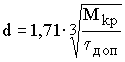 d = 1,71·∛(Mкр / τдоп)